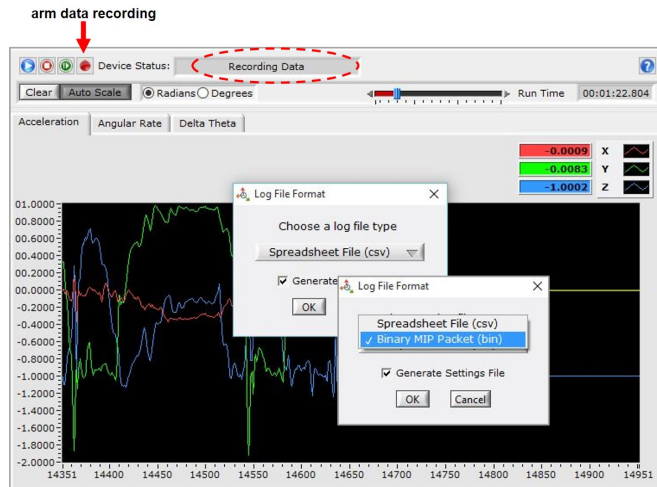 arm data recording
Device Status: Recording Data
Clear Auto Scale Radians Degrees Run Time 00:01:22.804
Acceleration Angular Rate Delta Theta
-0.0009 X
-0.0083 Y
-1.0002 Z
Log File Format
Choose a log file type
Spreadsheet File (csv)
Generate
OK
Log File Format
Spreadsheet File (csv)
Binary MIP Packet (bin)
Generate Settings File
OK Cancel
01.0000
00.8000
00.6000
00.4000
00.2000
00.0000
-0.2000
-0.4000
-0.6000
-0.8000
-1.0000
-1.2000
-1.4000
-1.6000
-1.8000
-2.0000
14351 14400 14450 14500 14550 14600 14650 14700 14750 14800 14850 14900 14951